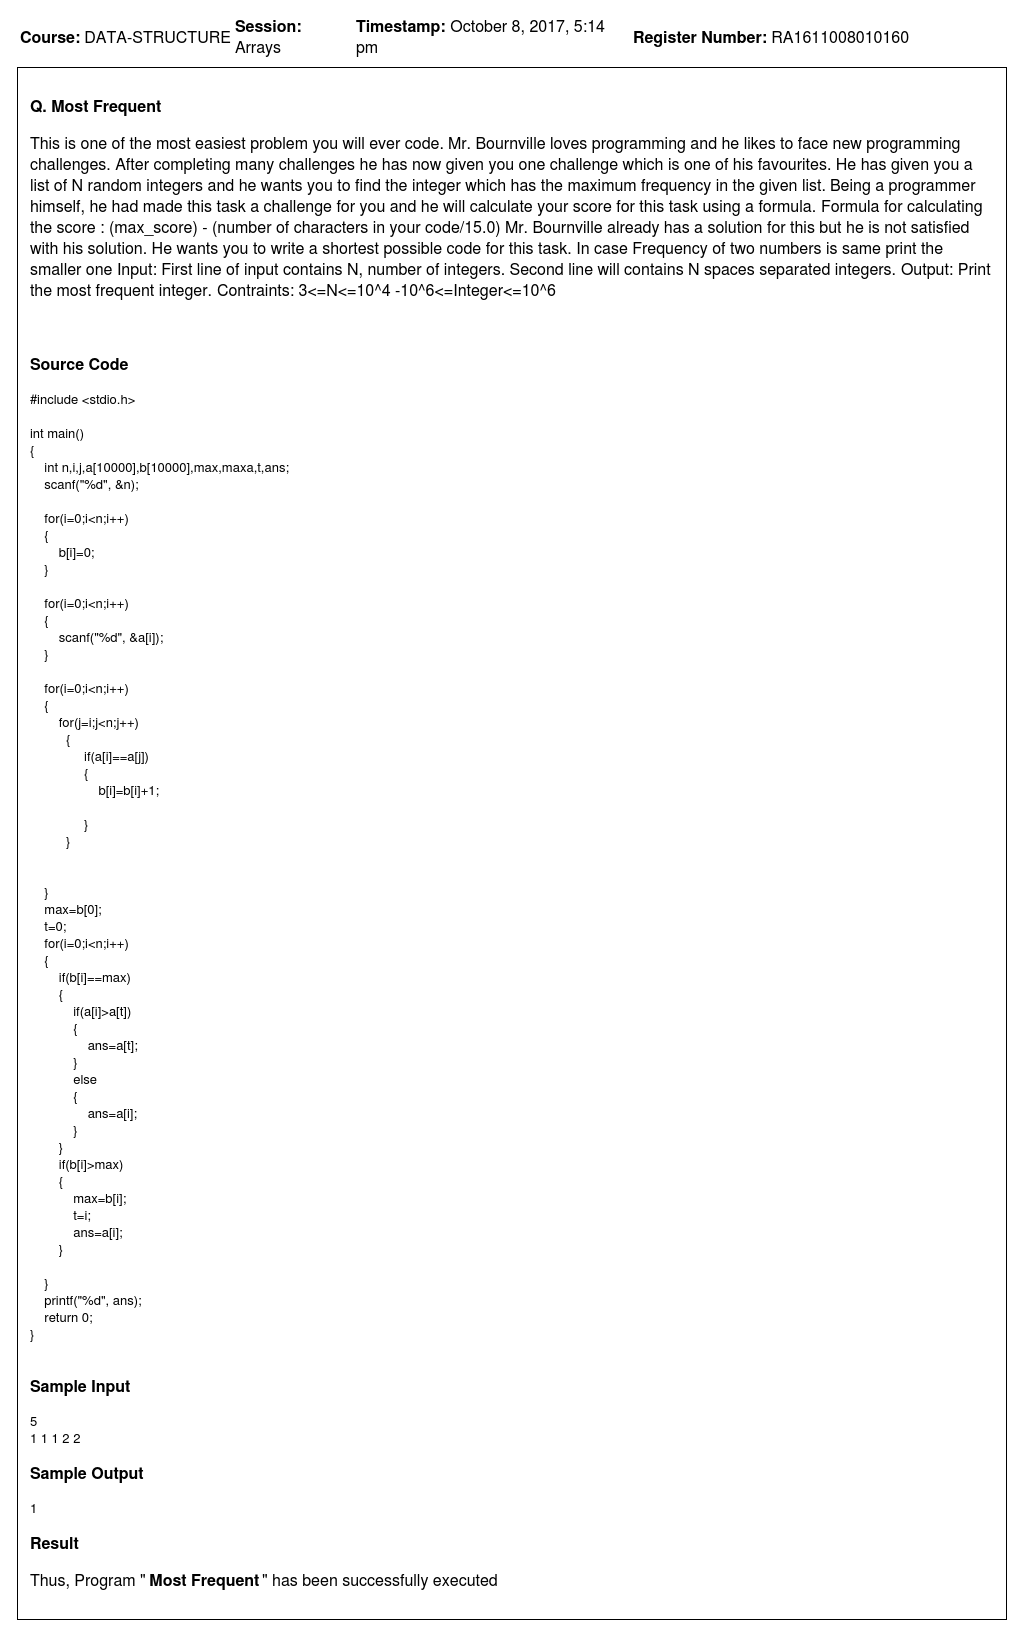 Course: DATA-STRUCTURE Session: Arrays Timestamp: October 8, 2017, 5:14 pm Register Number: RA1611008010160
Q. Most Frequent
This is one of the most easiest problem you will ever code. Mr. Bournville loves programming and he likes to face new programming
challenges. After completing many challenges he has now given you one challenge which is one of his favourites. He has given you a
list of N random integers and he wants you to find the integer which has the maximum frequency in the given list. Being a programmer
himself, he had made this task a challenge for you and he will calculate your score for this task using a formula. Formula for calculating
the score : (max_score) - (number of characters in your code/15.0) Mr. Bournville already has a solution for this but he is not satisfied
with his solution. He wants you to write a shortest possible code for this task. In case Frequency of two numbers is same print the
smaller one Input: First line of input contains N, number of integers. Second line will contains N spaces separated integers. Output: Print
the most frequent integer. Contraints: 3<=N<=10^4 -10^6<=Integer<=10^6
Source Code
#include <stdio.h>
int main()
{
int n,i,j,a[10000],b[10000],max,maxa,t,ans;
scanf("%d", &n);
for(i=0;i<n;i++)
{
b[i]=0;
}
for(i=0;i<n;i++)
{
scanf("%d", &a[i]);
}
for(i=0;i<n;i++)
{
for(j=i;j<n;j++)
{
if(a[i]==a[j])
{
b[i]=b[i]+1;
}
}
}
max=b[0];
t=0;
for(i=0;i<n;i++)
{
if(b[i]==max)
{
if(a[i]>a[t])
{
ans=a[t];
}
else
{
ans=a[i];
}
}
if(b[i]>max)
{
max=b[i];
t=i;
ans=a[i];
}
}
printf("%d", ans);
return 0;
}
Sample Input
5
1 1 1 2 2
Sample Output
1
Result
Thus, Program " Most Frequent " has been successfully executed